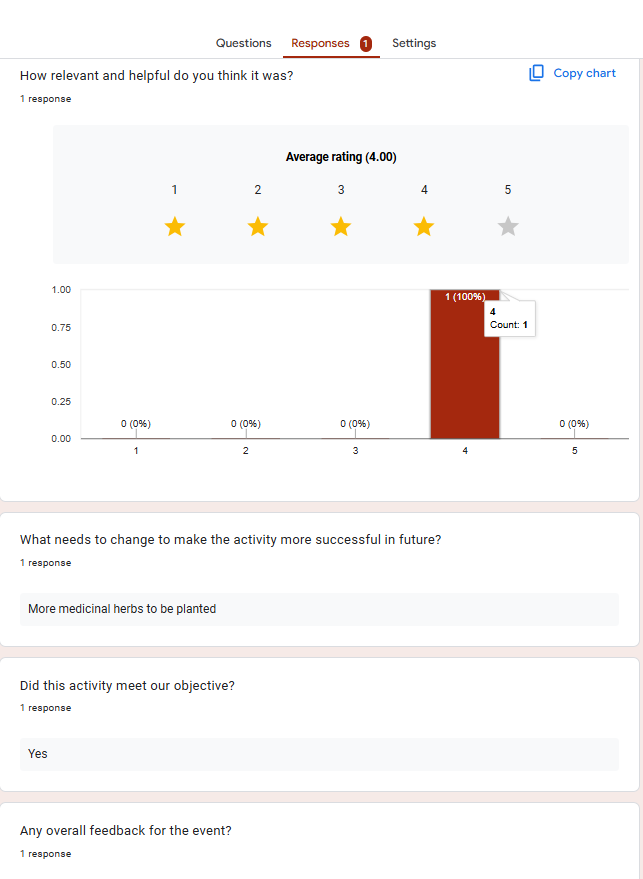 Questions Responses 1 Settings
How relevant and helpful do you think it was?
Copy chart
1 response
Average rating (4.00)
1 2 3 4 5
1.00
1 (100%)
4
Count: 1
0.75
0.50
0.25
0 (0%) 0 (0%) 0 (0%) 0 (0%)
0.00
1 2 3 4 5
What needs to change to make the activity more successful in future?
1 response
More medicinal herbs to be planted
Did this activity meet our objective?
1 response
Yes
Any overall feedback for the event?
1 response